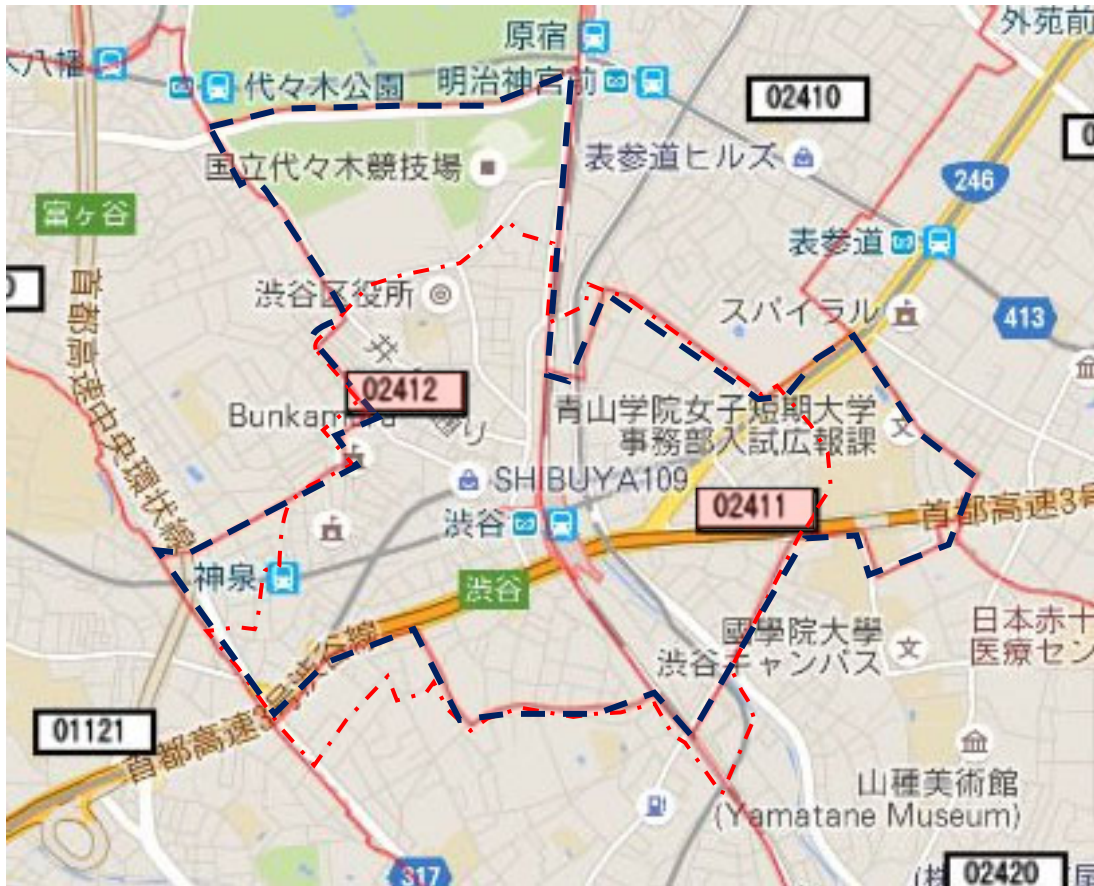 外苑前
原宿
代々木公園
明治神宮前
02410
国立代々木競技場
表参道ヒルズ
246
富ヶ谷
表参道
渋谷区役所
スパイラル
413
首都高速中央環状線
02412
青山学院女子短期大学
事務部入試広報課
SHIBUYA109
02411
渋谷
首都高速3号
神泉
渋谷
國學院大學
渋谷キャンパス
日本赤十
医療セン
01121
首都高速3号渋谷線
山種美術館
(Yamatane Museum)
317
02420